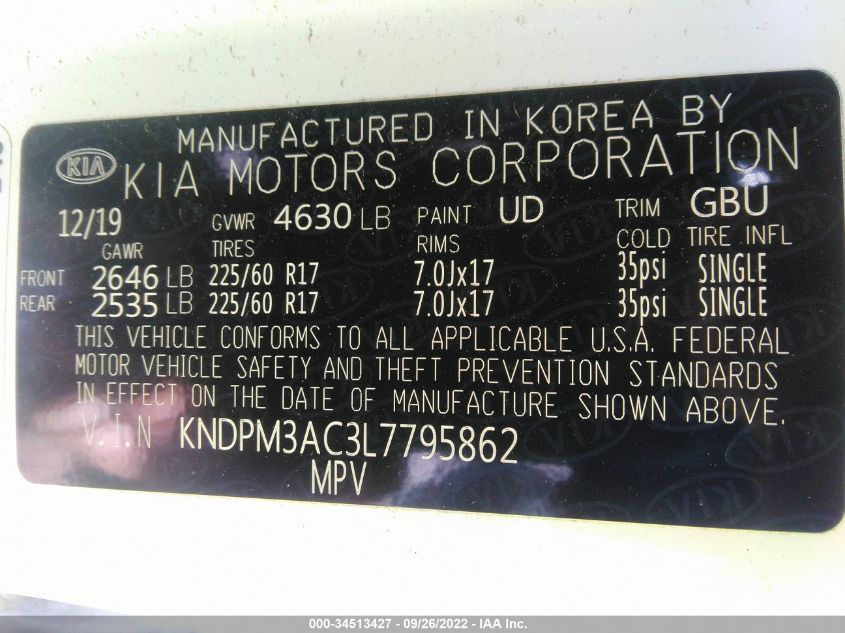 MANUFACTURED IN KOREA BY
KIA KIA MOTORS CORPORATION
12/19 GVWR 4630 LB PAINT UD TRIM GBU
GAWR TIRES RIMS COLD TIRE INFL
FRONT 2646 LB 225/60 R17 7.0Jx17 35psi SINGLE
REAR 2535 LB 225/60 R17 7.0Jx17 35psi SINGLE
THIS VEHICLE CONFORMS TO ALL APPLICABLE U.S.A. FEDERAL
MOTOR VEHICLE SAFETY AND THEFT PREVENTION STANDARDS
IN EFFECT ON THE DATE OF MANUFACTURE SHOWN ABOVE.
V.I.N KNDPM3AC3L7795862
MPV
000-34513427 - 09/26/2022 - IAA Inc.